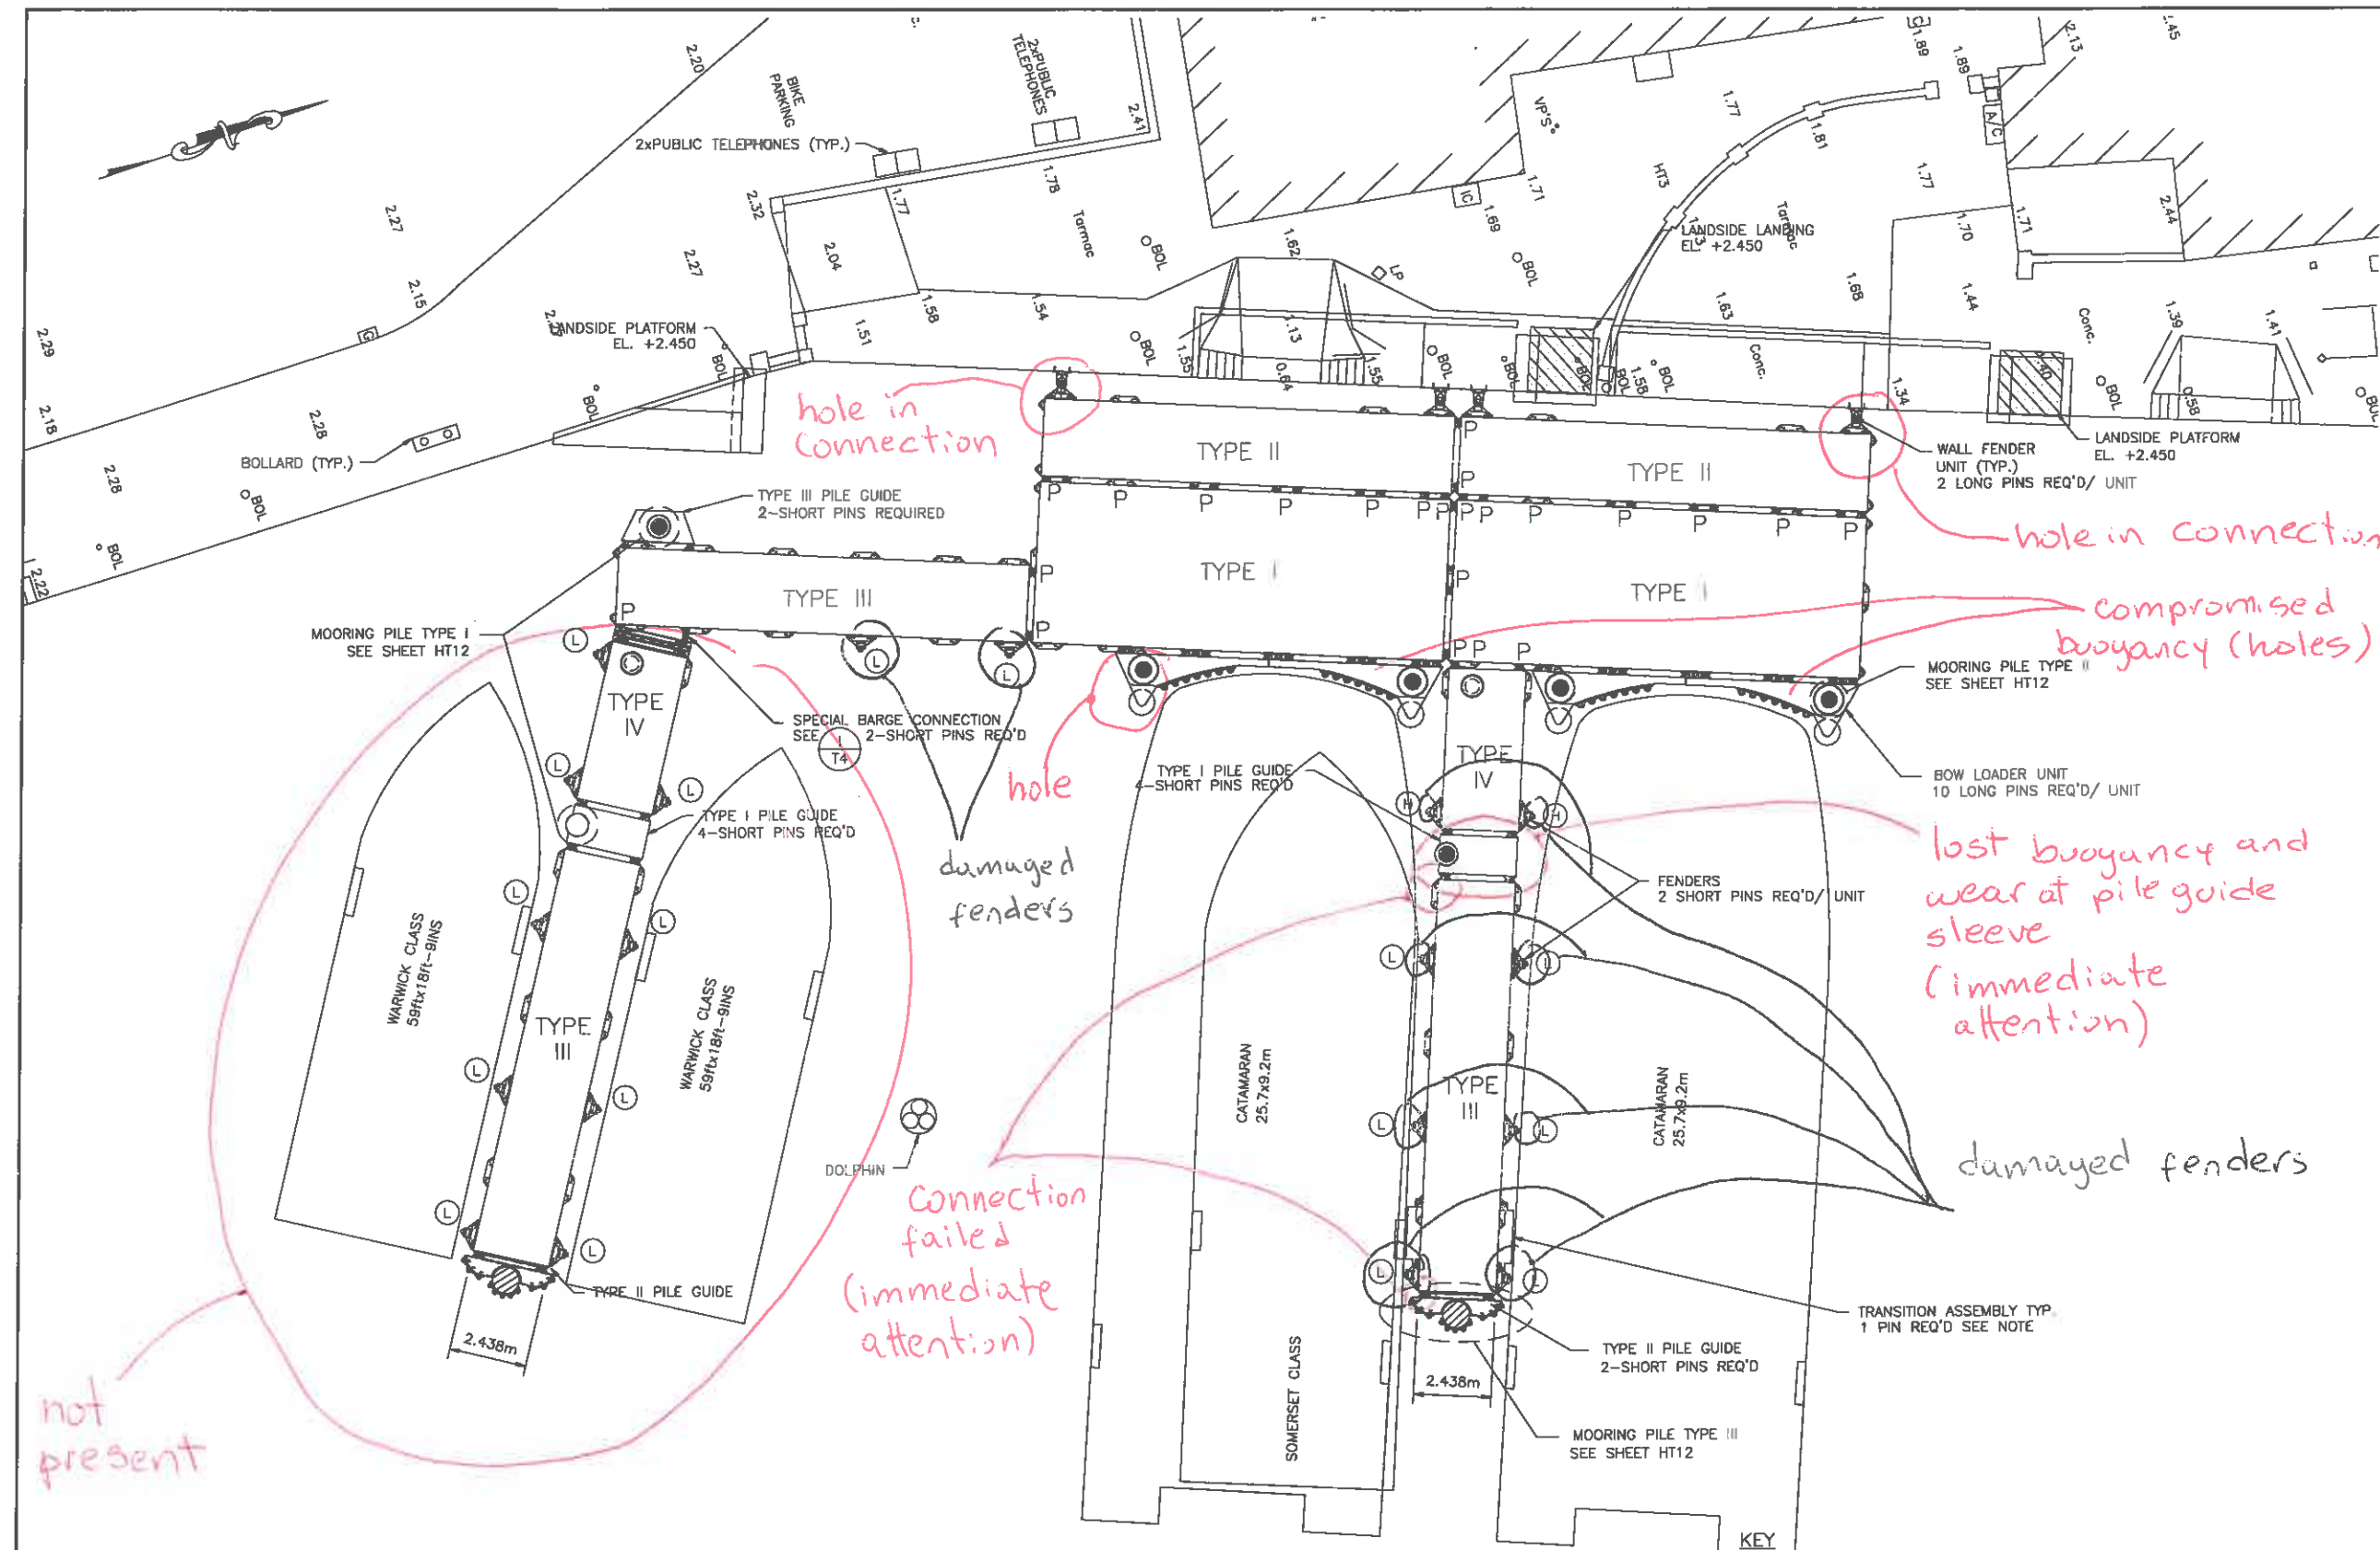 2.20
BIKE
PARKING
2xPUBLIC
TELEPHONES
2.41
2xPUBLIC TELEPHONES (TYP.)
VP'S
1.77
1.81
1.89
1.89
A/C
2.13
1.45
2.27
2.15
2.32
2.27
2.04
1.77
1.78
Tarmac
BOL
1.62
IC
1.69
1.71
BOL
HT3
LANDSIDE LANDING
EL. +2.450
Tarmac
1.77
1.70
1.71
2.44
2.29
2.18
2.28
2.28
G
LANDSIDE PLATFORM
EL. +2.450
BOL
BOL
1.51
1.58
1.54
BOL
1.55
1.13
0.64
1.55
LP
BOL
BOL
BOL
BOL
1.58
BOL
1.63
Conc.
1.68
1.44
1.34
1.40
Conc.
BOL
1.39
1.41
0.58
BOL
BOLLARD (TYP.)
BOL
BOL
2.22
hole in
connection
TYPE II
TYPE II
WALL FENDER
UNIT (TYP.)
2 LONG PINS REQ'D/ UNIT
LANDSIDE PLATFORM
EL. +2.450
hole in connection
TYPE III PILE GUIDE
2-SHORT PINS REQUIRED
P P P P P P P P P P P P P P
P
P
TYPE III
TYPE I
TYPE I
P
P
P
P
P P P
compromised
buoyancy (holes)
MOORING PILE TYPE I
SEE SHEET HT12
MOORING PILE TYPE II
SEE SHEET HT12
TYPE
IV
SPECIAL BARGE CONNECTION
SEE 1/T4 2-SHORT PINS REQ'D
hole
TYPE I PILE GUIDE
4-SHORT PINS REQ'D
TYPE
IV
BOW LOADER UNIT
10 LONG PINS REQ'D/ UNIT
TYPE I PILE GUIDE
4-SHORT PINS REQ'D
damaged
fenders
lost buoyancy and
wear at pile guide
sleeve
(immediate
attention)
FENDERS
2 SHORT PINS REQ'D/ UNIT
L
L
L
L
L
L
L
L
L
L
L
H
H
L
L
L
L
L
L
WARWICK CLASS
59ftx18ft-9INS
WARWICK CLASS
59ftx18ft-9INS
TYPE
III
CATAMARAN
25.7x9.2m
TYPE
III
CATAMARAN
25.7x9.2m
damaged fenders
DOLPHIN
connection
failed
(immediate
attention)
TYPE II PILE GUIDE
2.438m
not
present
SOMERSET CLASS
TRANSITION ASSEMBLY TYP.
1 PIN REQ'D SEE NOTE
TYPE II PILE GUIDE
2-SHORT PINS REQ'D
2.438m
MOORING PILE TYPE III
SEE SHEET HT12
KEY